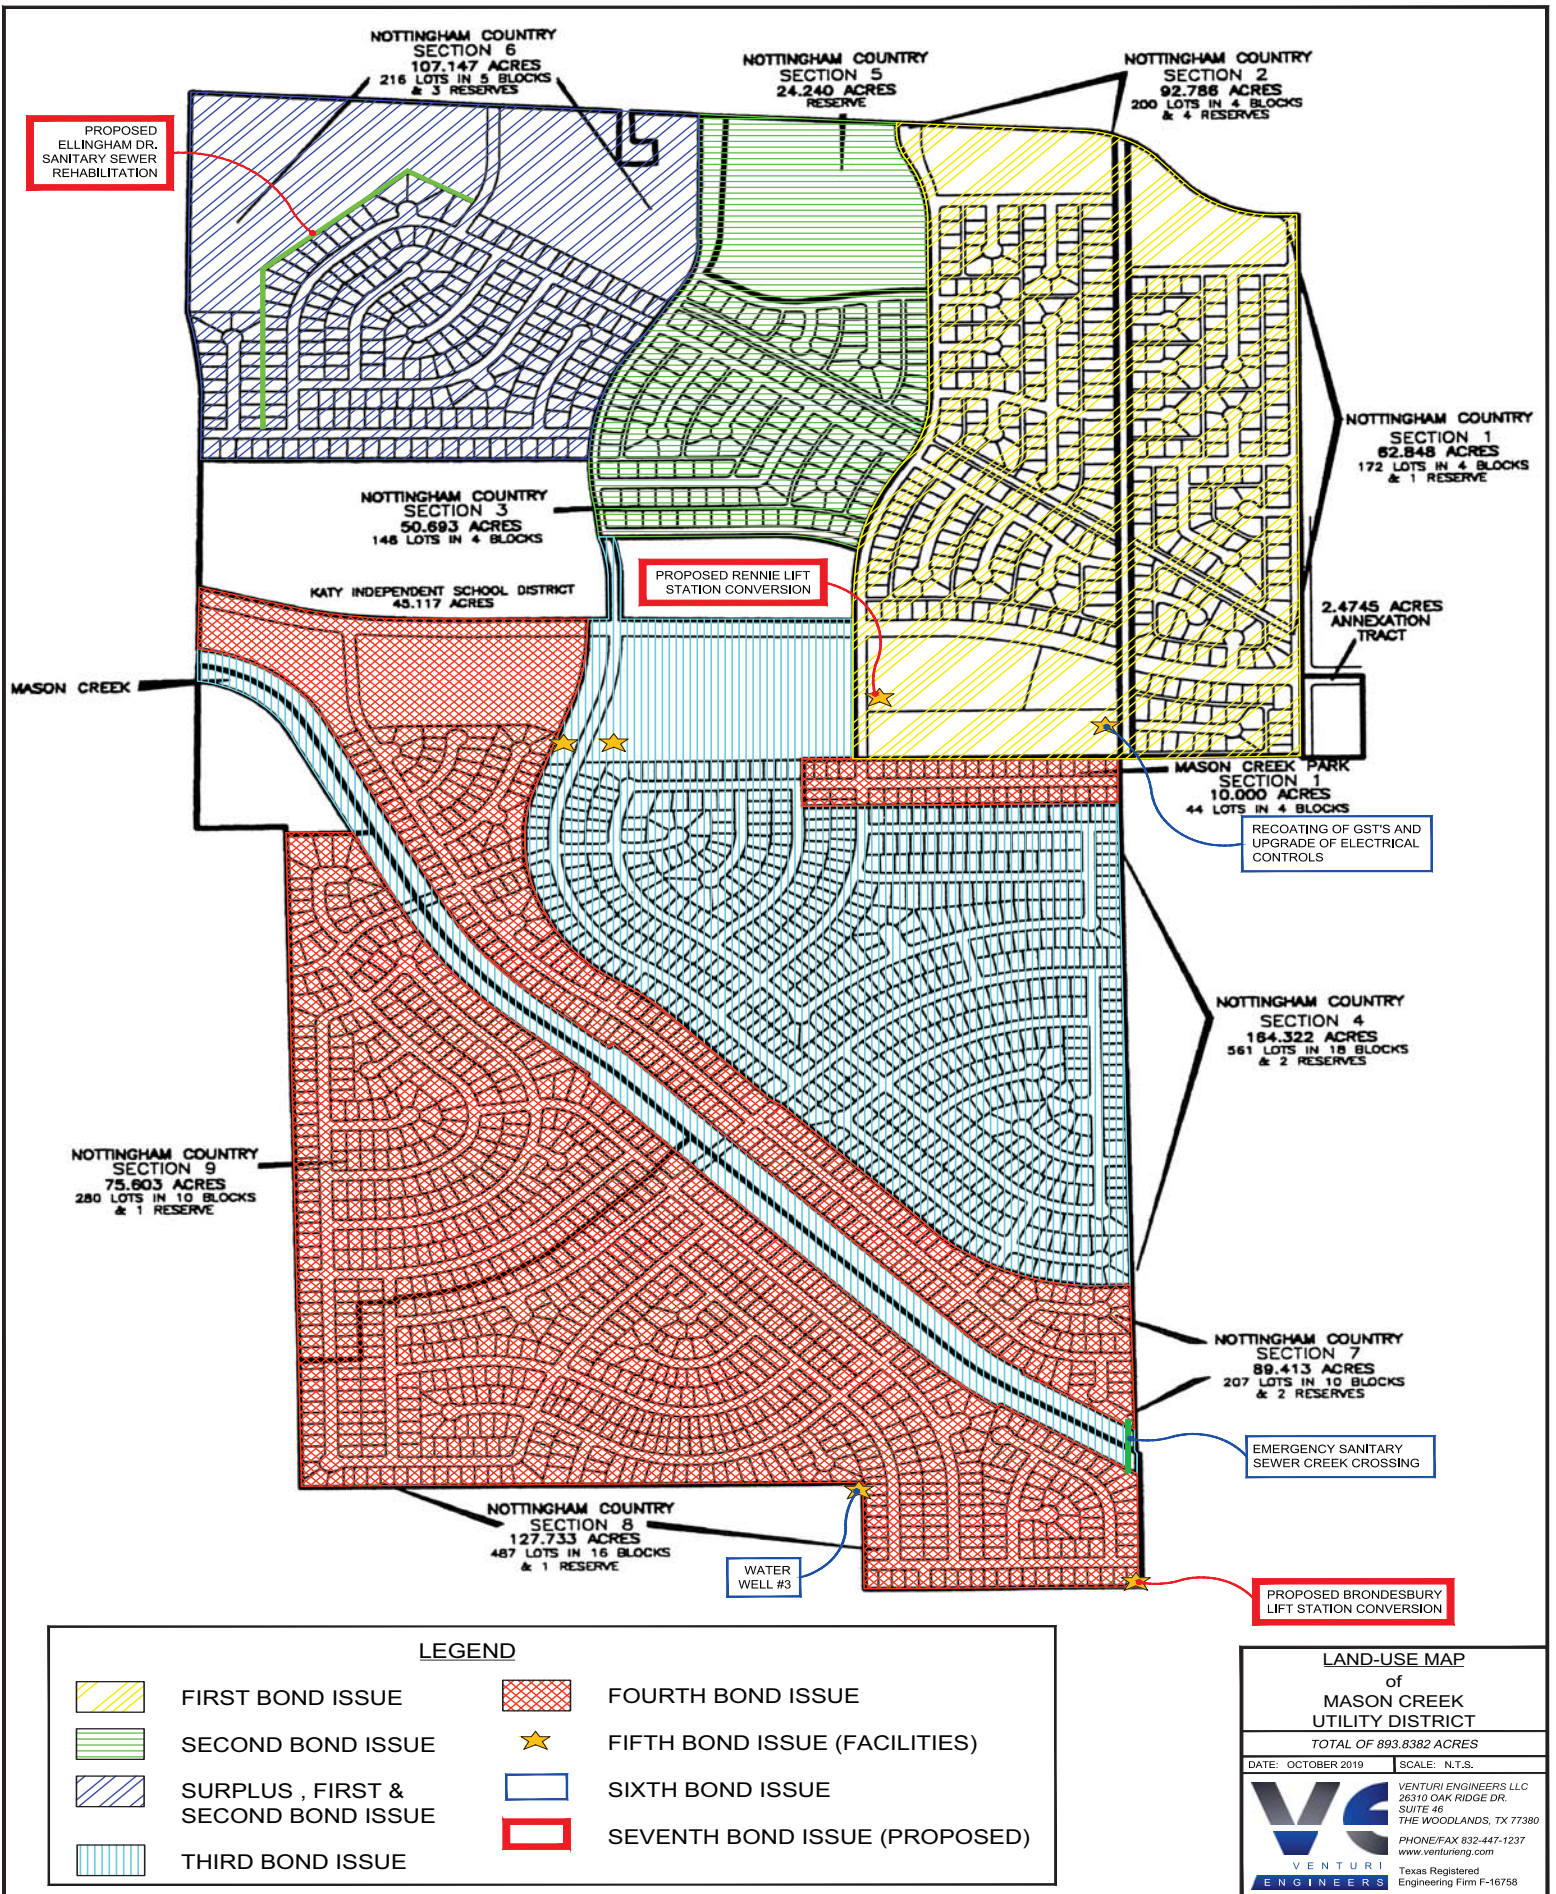 NOTTINGHAM COUNTRY
SECTION 6
107.147 ACRES
216 LOTS IN 5 BLOCKS
& 3 RESERVES
NOTTINGHAM COUNTRY
SECTION 5
24.240 ACRES
RESERVE
NOTTINGHAM COUNTRY
SECTION 2
92.786 ACRES
200 LOTS IN 4 BLOCKS
& 4 RESERVES
PROPOSED
ELLINGHAM DR.
SANITARY SEWER
REHABILITATION
NOTTINGHAM COUNTRY
SECTION 1
62.848 ACRES
172 LOTS IN 4 BLOCKS
& 1 RESERVE
NOTTINGHAM COUNTRY
SECTION 3
50.693 ACRES
148 LOTS IN 4 BLOCKS
KATY INDEPENDENT SCHOOL DISTRICT
45.117 ACRES
PROPOSED RENNIE LIFT
STATION CONVERSION
2.4745 ACRES
ANNEXATION
TRACT
MASON CREEK
MASON CREEK PARK
SECTION 1
10.000 ACRES
44 LOTS IN 4 BLOCKS
RECOATING OF GST'S AND
UPGRADE OF ELECTRICAL
CONTROLS
NOTTINGHAM COUNTRY
SECTION 4
164.322 ACRES
561 LOTS IN 18 BLOCKS
& 2 RESERVES
NOTTINGHAM COUNTRY
SECTION 9
75.603 ACRES
280 LOTS IN 10 BLOCKS
& 1 RESERVE
NOTTINGHAM COUNTRY
SECTION 7
89.413 ACRES
207 LOTS IN 10 BLOCKS
& 2 RESERVES
EMERGENCY SANITARY
SEWER CREEK CROSSING
NOTTINGHAM COUNTRY
SECTION 8
127.733 ACRES
487 LOTS IN 16 BLOCKS
& 1 RESERVE
WATER
WELL #3
PROPOSED BRONDESBURY
LIFT STATION CONVERSION
LEGEND
FIRST BOND ISSUE
SECOND BOND ISSUE
SURPLUS , FIRST &
SECOND BOND ISSUE
THIRD BOND ISSUE
FOURTH BOND ISSUE
FIFTH BOND ISSUE (FACILITIES)
SIXTH BOND ISSUE
SEVENTH BOND ISSUE (PROPOSED)
LAND-USE MAP
of
MASON CREEK
UTILITY DISTRICT
TOTAL OF 893.8382 ACRES
DATE: OCTOBER 2019 SCALE: N.T.S.
VENTURI ENGINEERS LLC
26310 OAK RIDGE DR.
SUITE 46
THE WOODLANDS, TX 77380
PHONE/FAX 832-447-1237
www.venturieng.com
Texas Registered
Engineering Firm F-16758
VENTURI
ENGINEERS